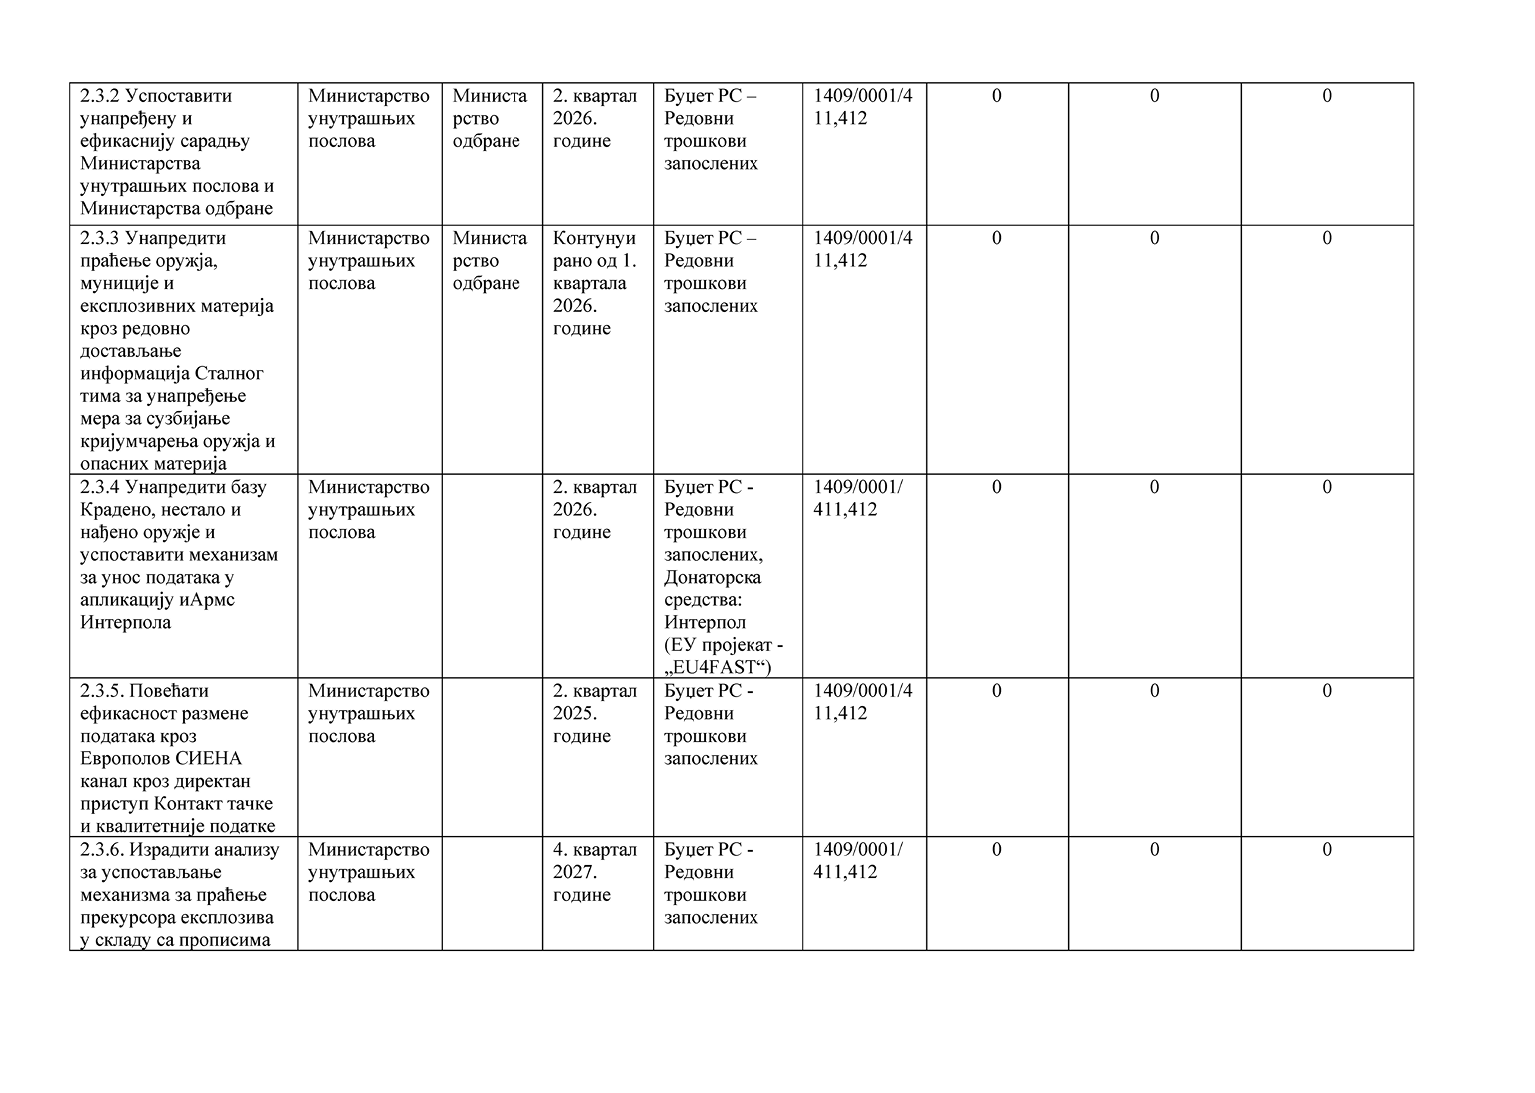 2.3.2 Успоставити
унапређену и
ефикаснију сарадњу
Министарства
унутрашњих послова и
Министарства одбране
Министарство
унутрашњих
послова
Министа
рство
одбране
2. квартал
2026.
године
Буџет РС –
Редовни
трошкови
запослених
1409/0001/4
11,412
0
0
0
2.3.3 Унапредити
праћење оружја,
муниције и
експлозивних материја
кроз редовно
достављање
информација Сталног
тима за унапређење
мера за сузбијање
кријумчарења оружја и
опасних материја
Министарство
унутрашњих
послова
Министа
рство
одбране
Контунуи
рано од 1.
квартала
2026.
године
Буџет РС –
Редовни
трошкови
запослених
1409/0001/4
11,412
0
0
0
2.3.4 Унапредити базу
Крадено, нестало и
нађено оружје и
успоставити механизам
за унос података у
апликацију иАрмс
Интерпола
Министарство
унутрашњих
послова
2. квартал
2026.
године
Буџет РС -
Редовни
трошкови
запослених,
Донаторска
средства:
Интерпол
(ЕУ пројекат -
„EU4FAST“)
1409/0001/
411,412
0
0
0
2.3.5. Повећати
ефикасност размене
података кроз
Европолов СИЕНА
канал кроз директан
приступ Контакт тачке
и квалитетније податке
Министарство
унутрашњих
послова
2. квартал
2025.
године
Буџет РС -
Редовни
трошкови
запослених
1409/0001/4
11,412
0
0
0
2.3.6. Израдити анализу
за успостављање
механизма за праћење
прекурсора експлозива
у складу са прописима
Министарство
унутрашњих
послова
4. квартал
2027.
године
Буџет РС -
Редовни
трошкови
запослених
1409/0001/
411,412
0
0
0